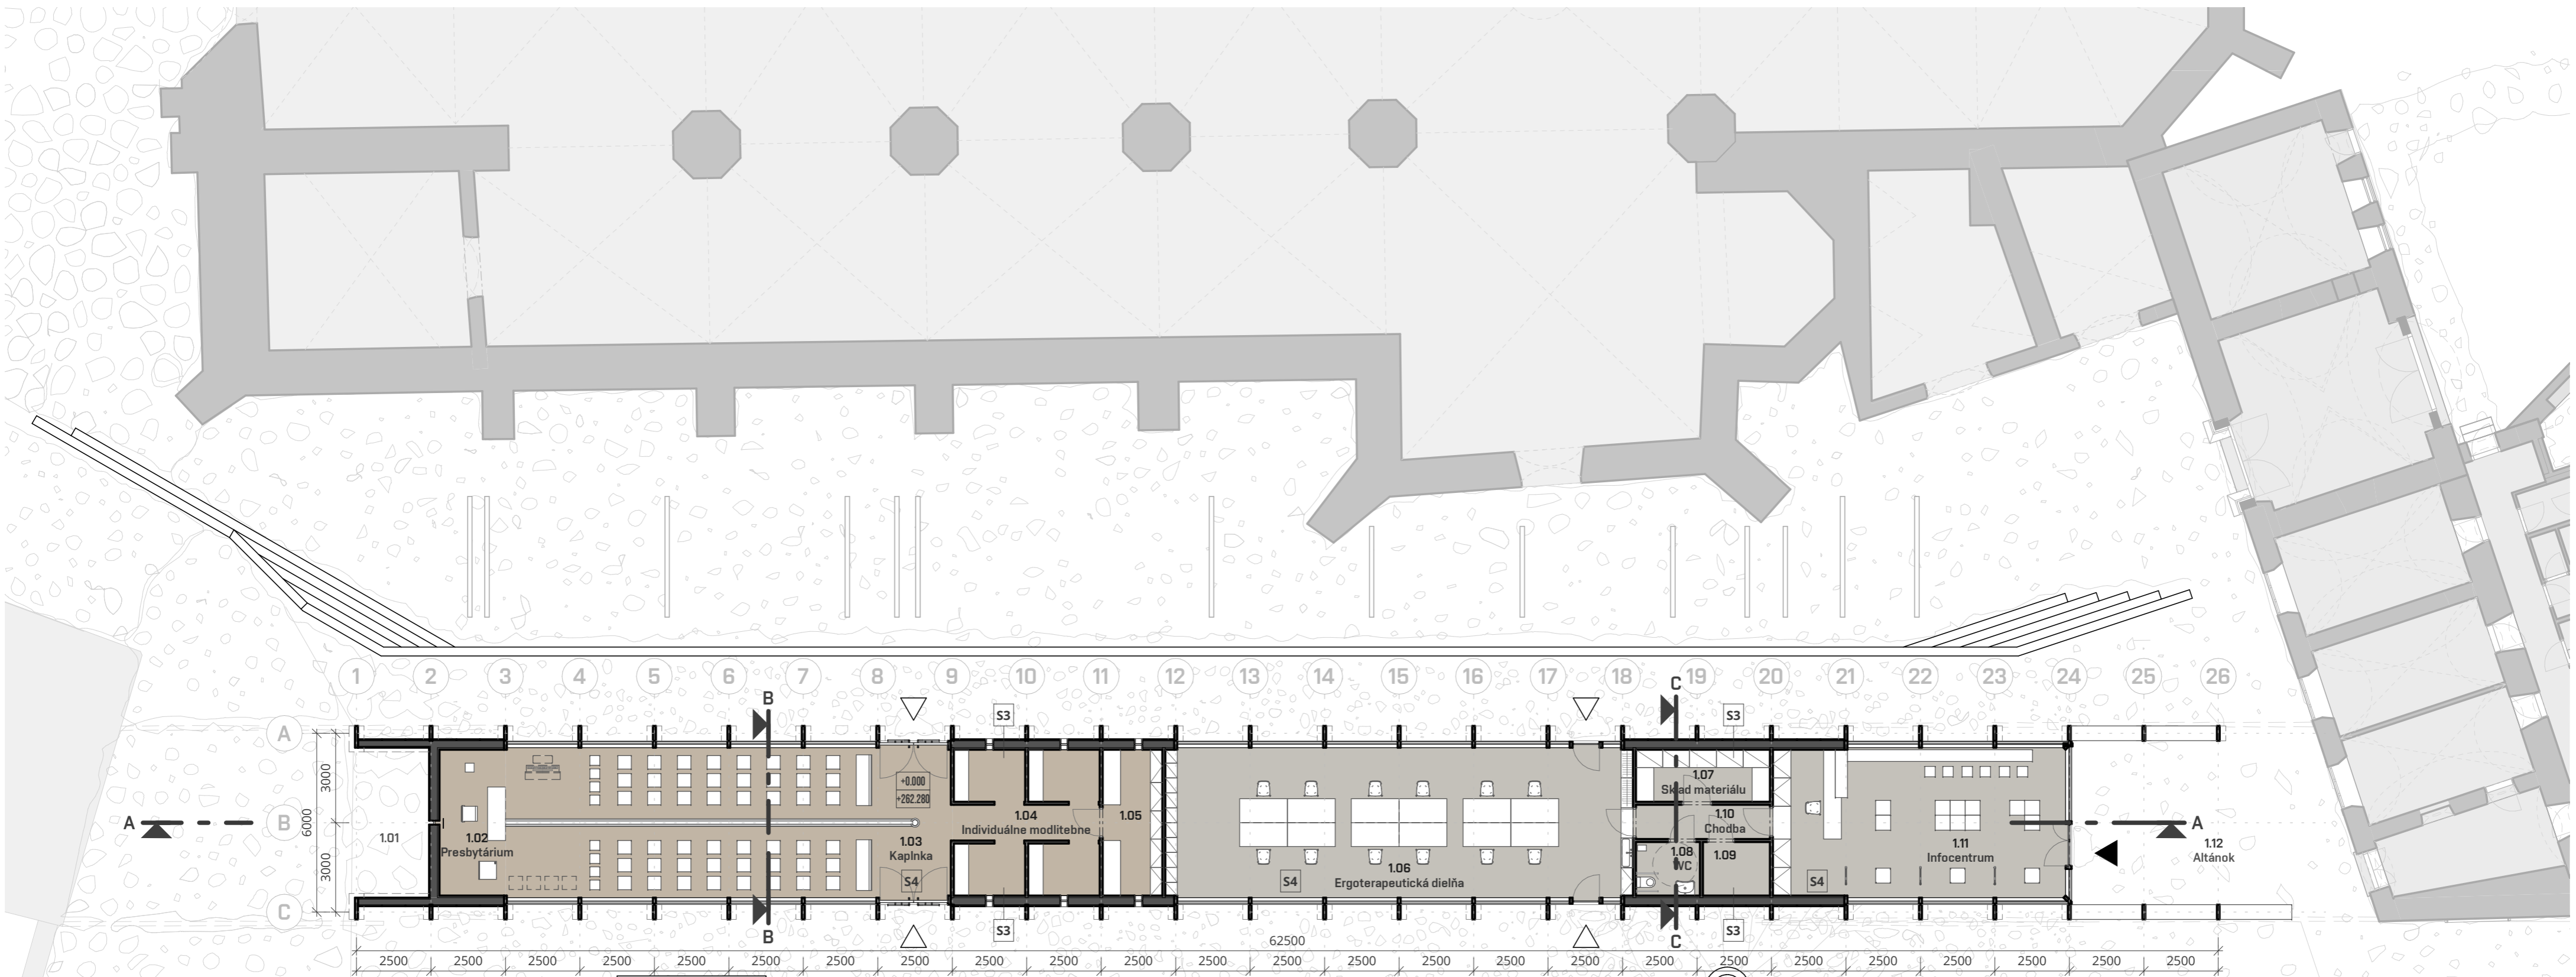 1 2 3 4 5 6 7 8 9 10 11 12 13 14 15 16 17 18 19 20 21 22 23 24 25 26
B
C
S3
S3
A
B
C
3000
3000
6000
A
A
+0.000
+262.280
1.01
1.02
Presbytárium
1.03
Kaplnka
S4
1.04
Individuálne modlitebne
1.05
1.06
Ergoterapeutická dielňa
S4
1.07
Sklad materiálu
1.10
Chodba
1.08
WC
1.09
1.11
Infocentrum
S4
1.12
Altánok
B
S3
C
S3
62500
2500 2500 2500 2500 2500 2500 2500 2500 2500 2500 2500 2500 2500 2500 2500 2500 2500 2500 2500 2500 2500 2500 2500 2500 2500